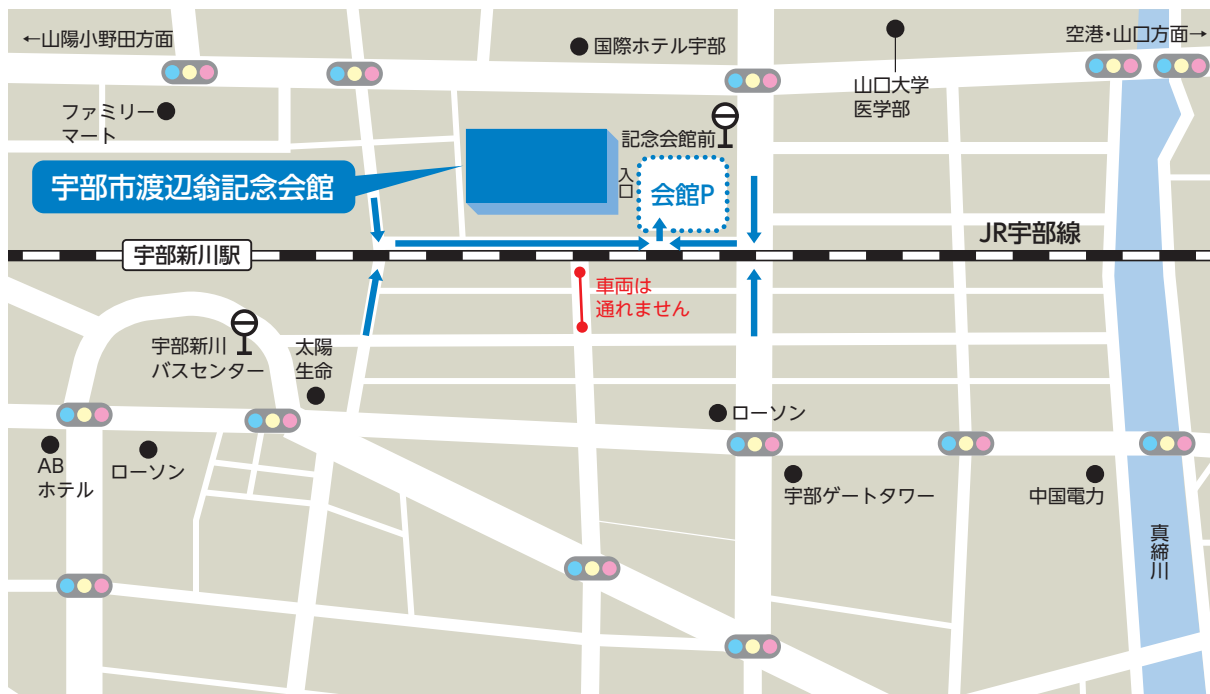 ←山陽小野田方面
国際ホテル宇部
空港・山口方面→
山口大学
医学部
ファミリー
マート
記念会館前
宇部市渡辺翁記念会館
入口
会館P
JR宇部線
宇部新川駅
車両は
通れません
宇部新川
バスセンター
太陽
生命
ローソン
AB
ホテル
ローソン
宇部ゲートタワー
中国電力
真締川